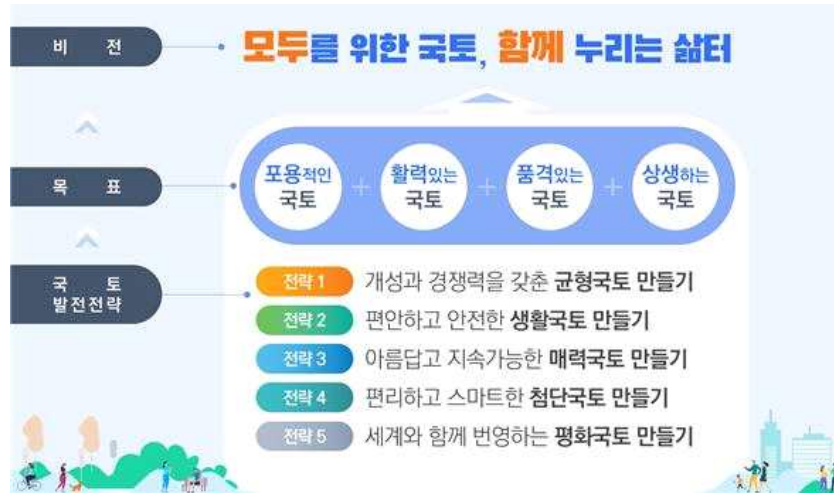 비 전
모두를 위한 국토, 함께 누리는 삶터
목 표
포용적인
국토
+
활력있는
국토
+
품격있는
국토
+
상생하는
국토
국 토
발전전략
전략 1 개성과 경쟁력을 갖춘 균형국토 만들기
전략 2 편안하고 안전한 생활국토 만들기
전략 3 아름답고 지속가능한 매력국토 만들기
전략 4 편리하고 스마트한 첨단국토 만들기
전략 5 세계와 함께 번영하는 평화국토 만들기